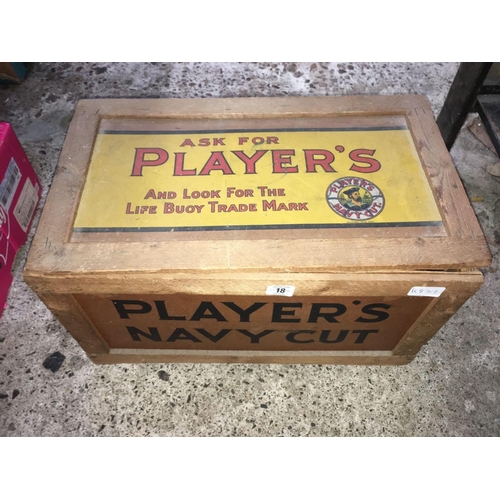 ASK FOR
PLAYER'S
AND LOOK FOR THE
LIFE BUOY TRADE MARK
PLAYER'S
NAVY CUT
18
PLAYER'S
NAVY CUT